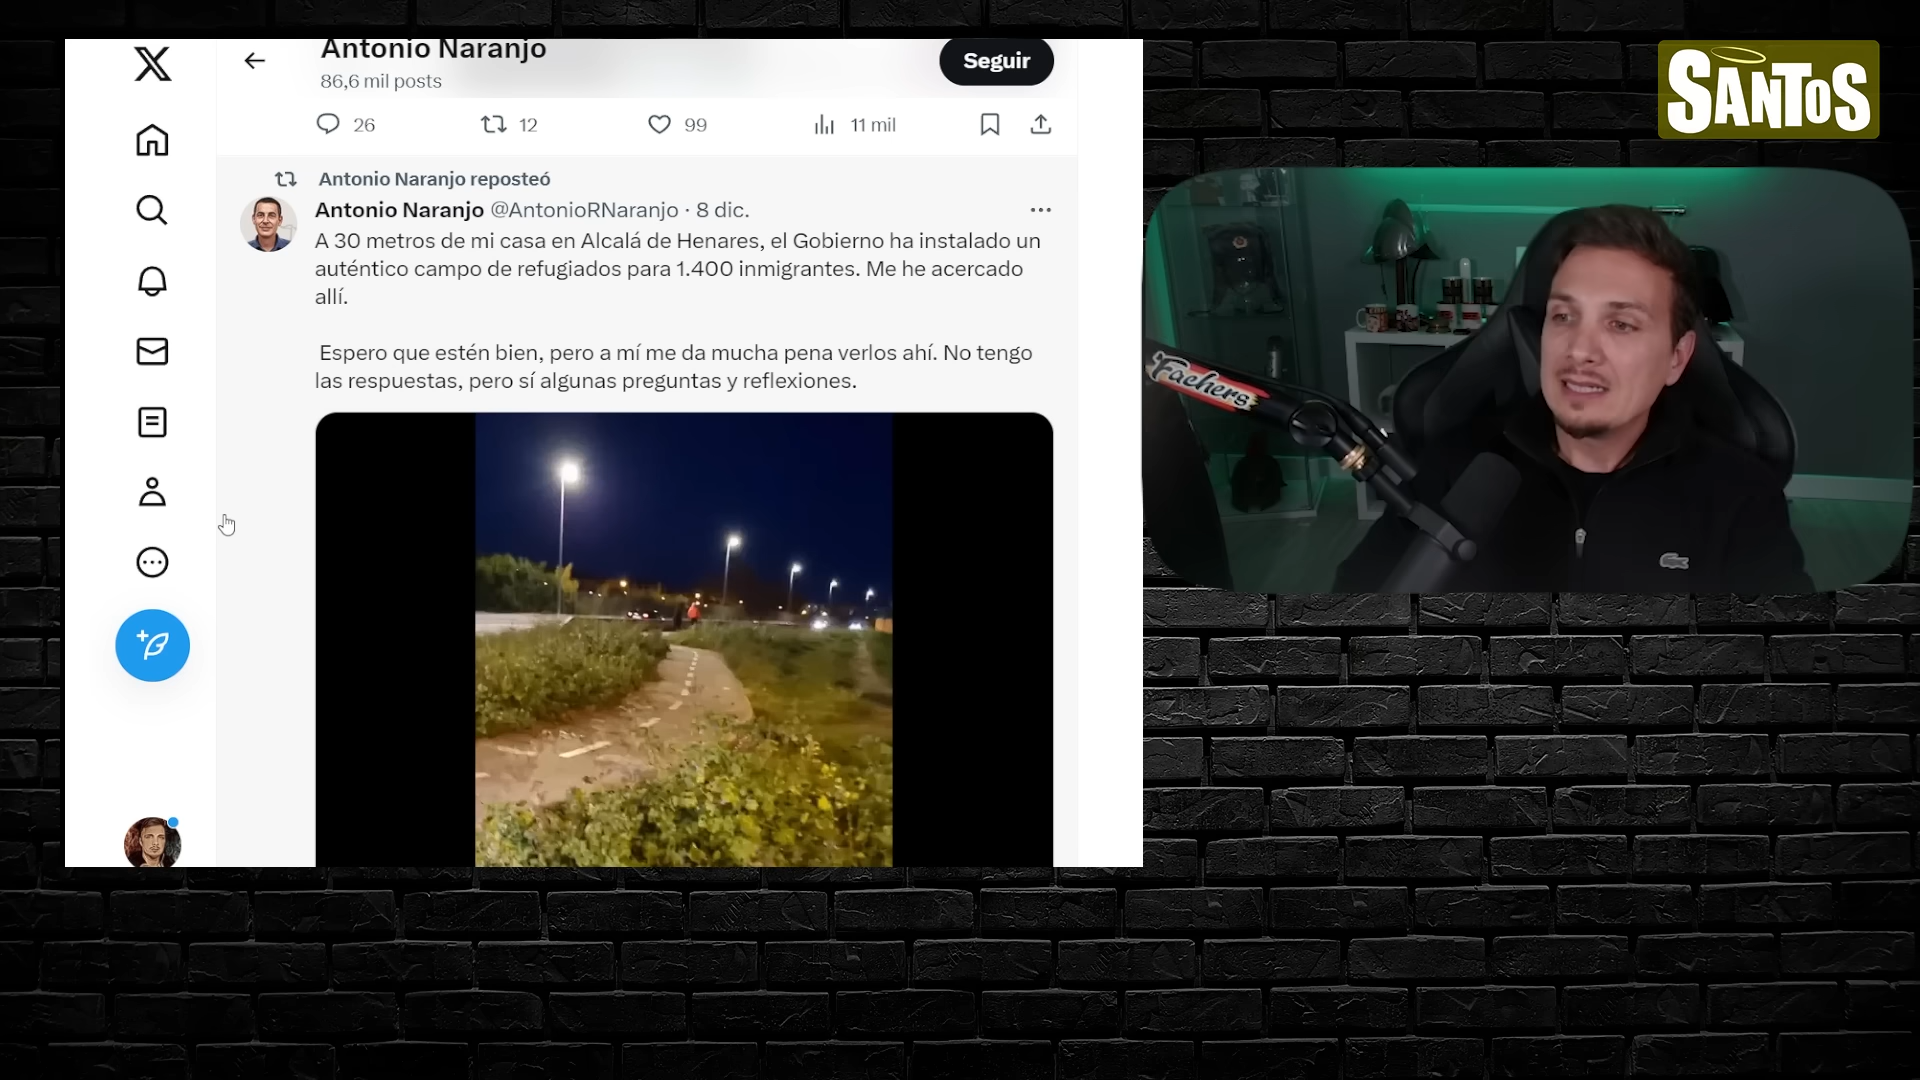 Antonio Naranjo
86,6 mil posts
Seguir
26 12 99 11 mil
Antonio Naranjo reposteó
Antonio Naranjo @AntonioRNaranjo · 8 dic.
A 30 metros de mi casa en Alcalá de Henares, el Gobierno ha instalado un
auténtico campo de refugiados para 1.400 inmigrantes. Me he acercado
allí.
Espero que estén bien, pero a mí me da mucha pena verlos ahí. No tengo
las respuestas, pero sí algunas preguntas y reflexiones.
SANTOS
Fachers